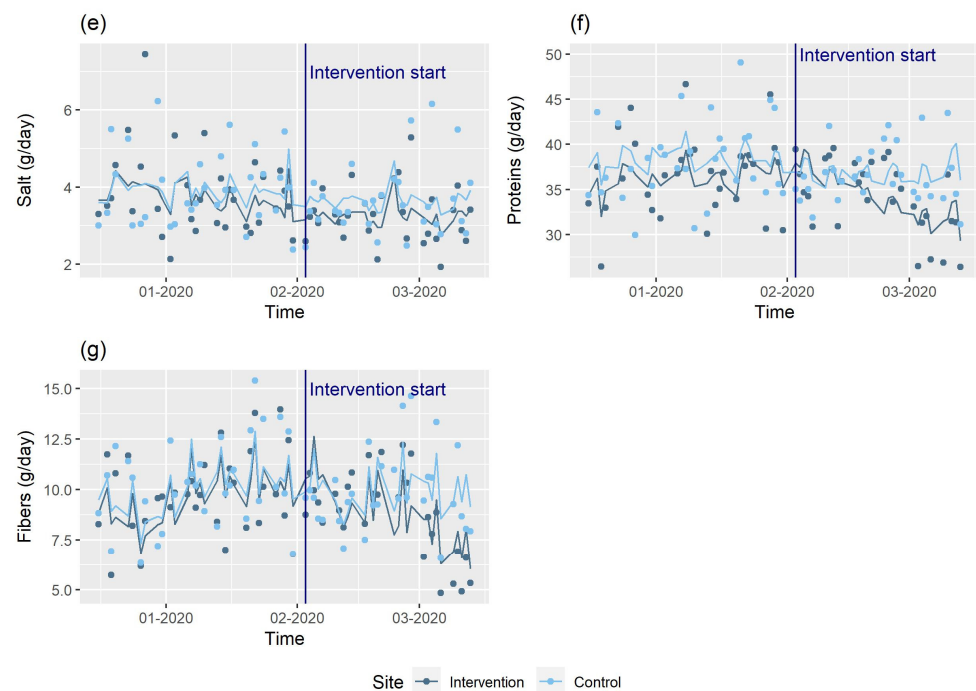 (e)
Salt (g/day)
6
4
2
Intervention start
01-2020 02-2020 03-2020
Time
(f)
Proteins (g/day)
50
45
40
35
30
Intervention start
01-2020 02-2020 03-2020
Time
(g)
Fibers (g/day)
15.0
12.5
10.0
7.5
5.0
Intervention start
01-2020 02-2020 03-2020
Time
Site Intervention Control